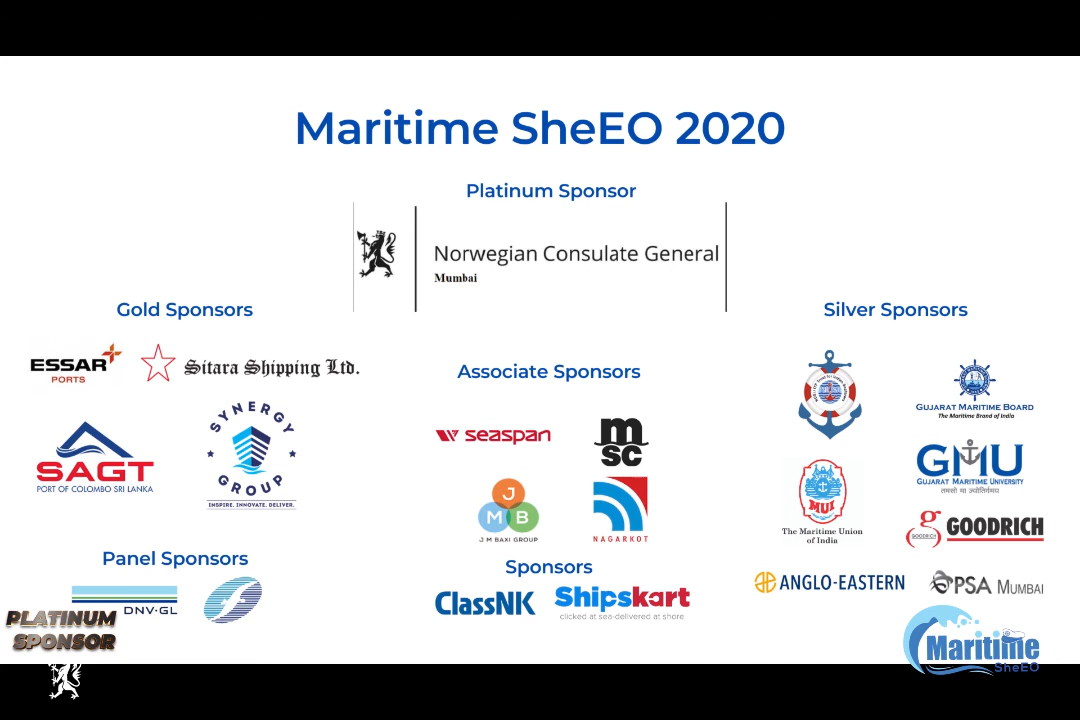 Maritime SheEO 2020
Platinum Sponsor
Norwegian Consulate General
Mumbai
Gold Sponsors
ESSAR
PORTS
Sitara Shipping Ltd.
SAGT
PORT OF COLOMBO SRI LANKA
SYNERGY
GROUP
INSPIRE. INNOVATE. DELIVER.
Associate Sponsors
seaspan
msc
J
M B
J M BAXI GROUP
NAGARKOT
Silver Sponsors
GUJARAT MARITIME BOARD
The Maritime Brand of India
GMU
GUJARAT MARITIME UNIVERSITY
तमसो मा ज्योतिर्गमय
MUI
The Maritime Union
of India
g
GOODRICH
GOODRICH
ANGLO-EASTERN
PSA MUMBAI
Panel Sponsors
DNV·GL
Sponsors
ClassNK
Shipskart
clicked at sea-delivered at shore
PLATINUM
SPONSOR
Maritime
SheEO